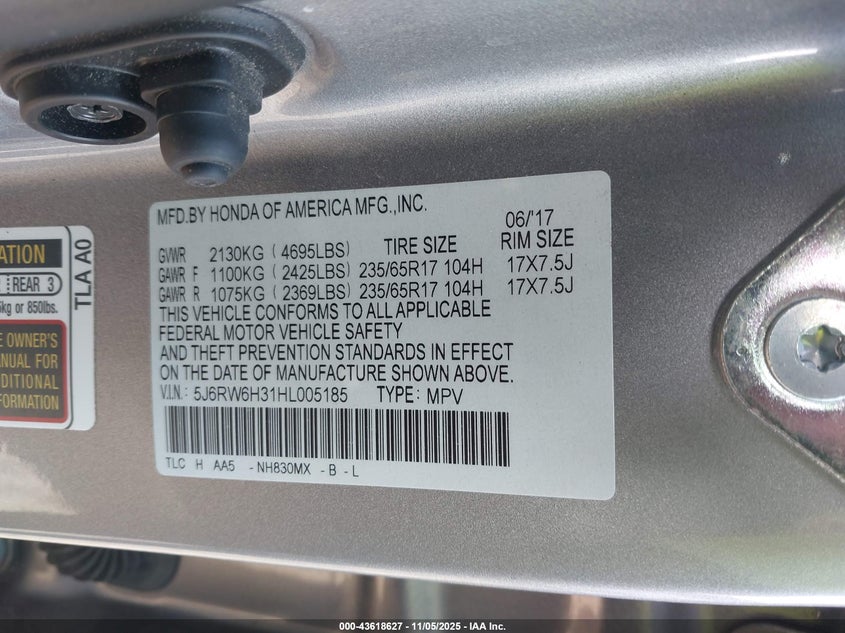 MFD.BY HONDA OF AMERICA MFG.,INC.
06/'17
GVWR 2130KG ( 4695LBS) TIRE SIZE RIM SIZE
GAWR F 1100KG ( 2425LBS) 235/65R17 104H 17X7.5J
GAWR R 1075KG ( 2369LBS) 235/65R17 104H 17X7.5J
THIS VEHICLE CONFORMS TO ALL APPLICABLE
FEDERAL MOTOR VEHICLE SAFETY
AND THEFT PREVENTION STANDARDS IN EFFECT
ON THE DATE OF MANUFACTURE SHOWN ABOVE.
V.I.N.: 5J6RW6H31HL005185 TYPE: MPV
TLC H AA5 -NH830MX -B -L
ATION
REAR 3
kg or 850lbs.
OWNER'S
ANUAL FOR
DITIONAL
FORMATION
TLA A0
000-43618627 - 11/05/2025 - IAA Inc.